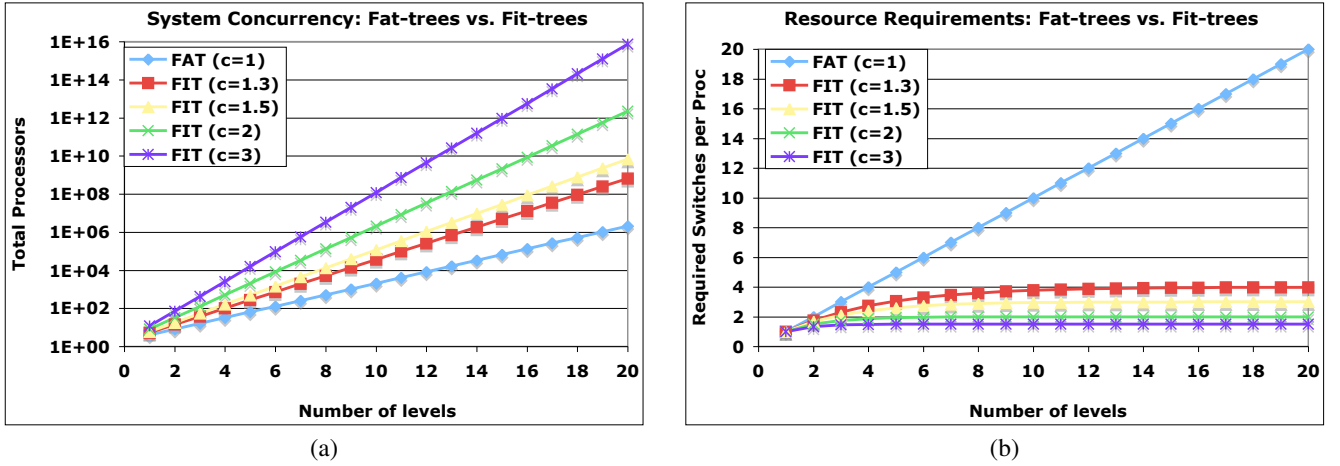 System Concurrency: Fat-trees vs. Fit-trees
Total Processors
1E+16
1E+14
1E+12
1E+10
1E+08
1E+06
1E+04
1E+02
1E+00
FAT (c=1)
FIT (c=1.3)
FIT (c=1.5)
FIT (c=2)
FIT (c=3)
0 2 4 6 8 10 12 14 16 18 20
Number of levels
(a)
Resource Requirements: Fat-trees vs. Fit-trees
Required Switches per Proc
20
18
16
14
12
10
8
6
4
2
0
FAT (c=1)
FIT (c=1.3)
FIT (c=1.5)
FIT (c=2)
FIT (c=3)
0 2 4 6 8 10 12 14 16 18 20
Number of levels
(b)